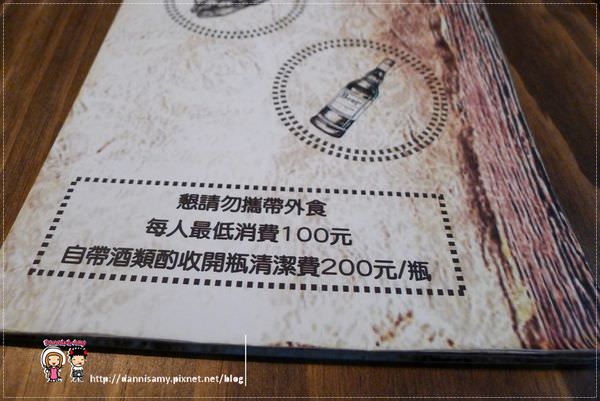 懇請勿攜帶外食
每人最低消費100元
自帶酒類酌收開瓶清潔費200元/瓶
http://dannisamy.pixnet.net/blog